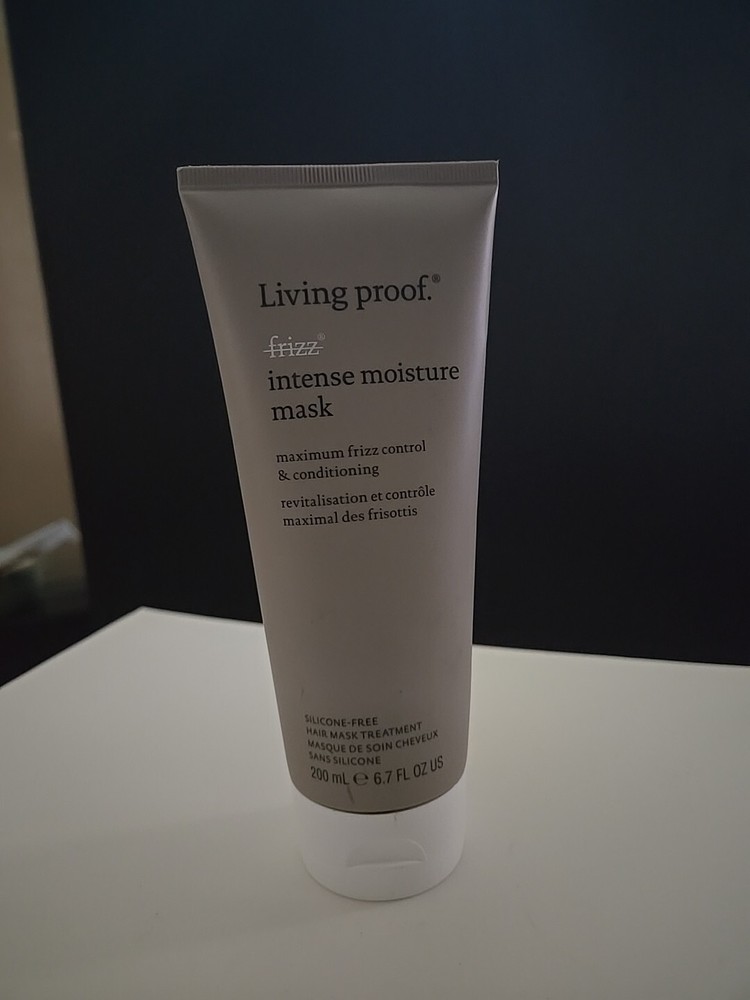 Living proof.®
frizz®
intense moisture
mask
maximum frizz control
& conditioning
revitalisation et contrôle
maximal des frisottis
SILICONE-FREE
HAIR MASK TREATMENT
MASQUE DE SOIN CHEVEUX
SANS SILICONE
200 mL ℮ 6.7 FL OZ US